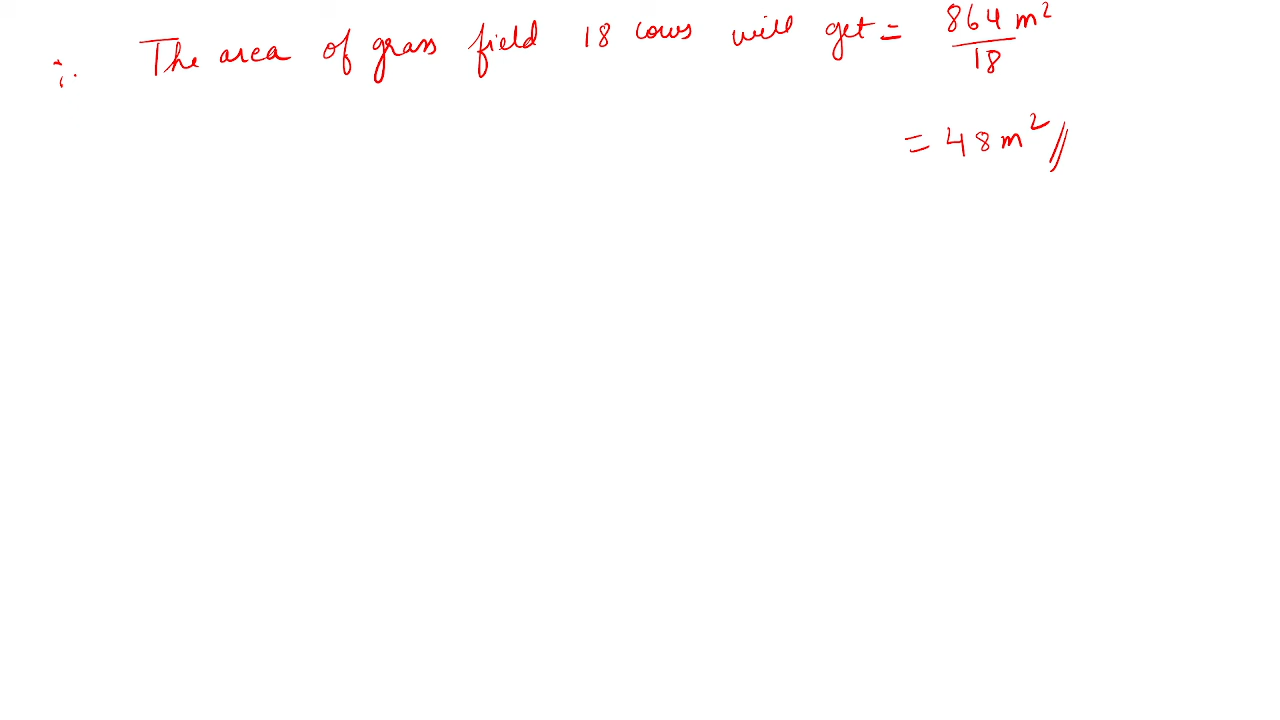 ∴ The area of grass field 18 cows will get = 864 m² / 18
= 48 m² //